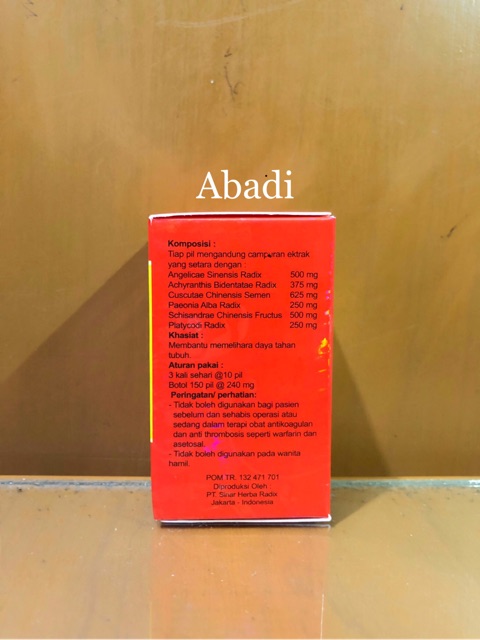 Abadi
Komposisi :
Tiap pil mengandung campuran ektrak
yang setara dengan :
Angelicae Sinensis Radix 500 mg
Achyranthis Bidentatae Radix 375 mg
Cuscutae Chinensis Semen 625 mg
Paeonia Alba Radix 250 mg
Schisandrae Chinensis Fructus 500 mg
Platycodi Radix 250 mg
Khasiat :
Membantu memelihara daya tahan
tubuh.
Aturan pakai :
3 kali sehari @10 pil
Botol 150 pil @ 240 mg
Peringatan/ perhatian:
- Tidak boleh digunakan bagi pasien
sebelum dan sehabis operasi atau
sedang dalam terapi obat antikoagulan
dan anti thrombosis seperti warfarin dan
asetosal.
- Tidak boleh digunakan pada wanita
hamil.
POM TR. 132 471 701
Diproduksi Oleh :
PT. Sinar Herba Radix
Jakarta - Indonesia